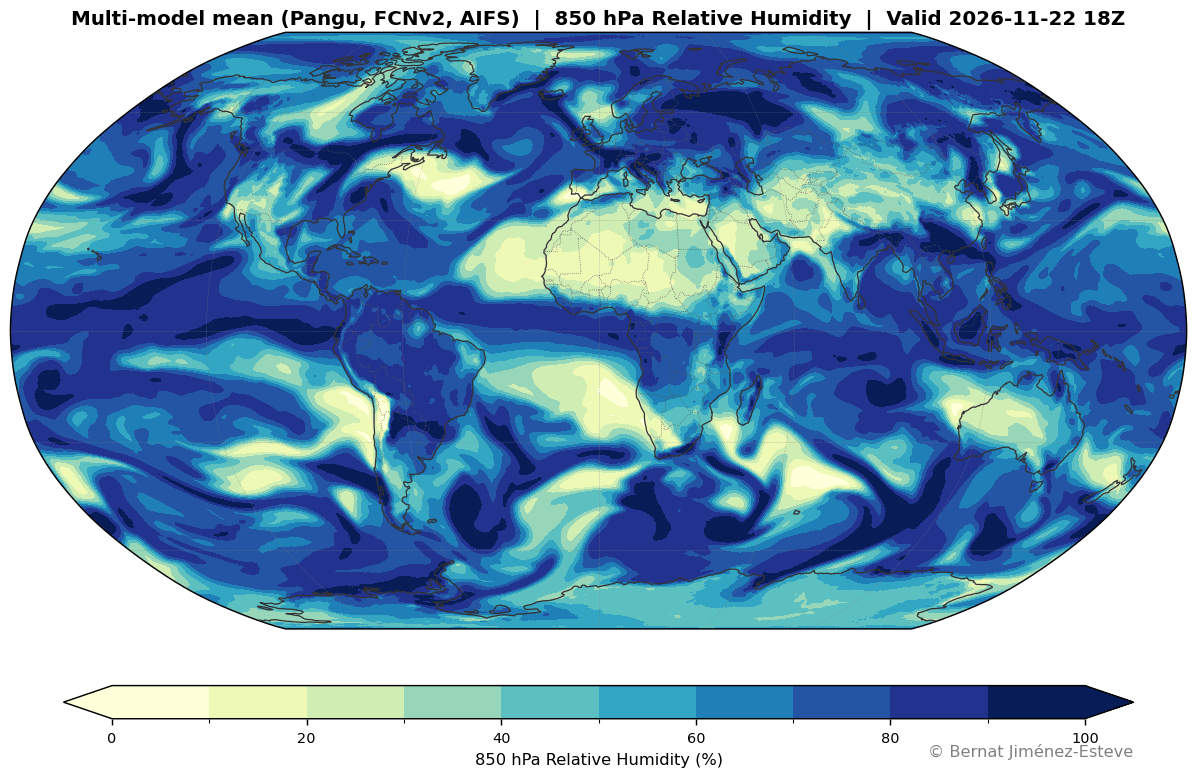 Multi-model mean (Pangu, FCNv2, AIFS)  |  850 hPa Relative Humidity  |  Valid 2026-11-22 18Z
0 20 40 60 80 100
850 hPa Relative Humidity (%)
© Bernat Jiménez-Esteve